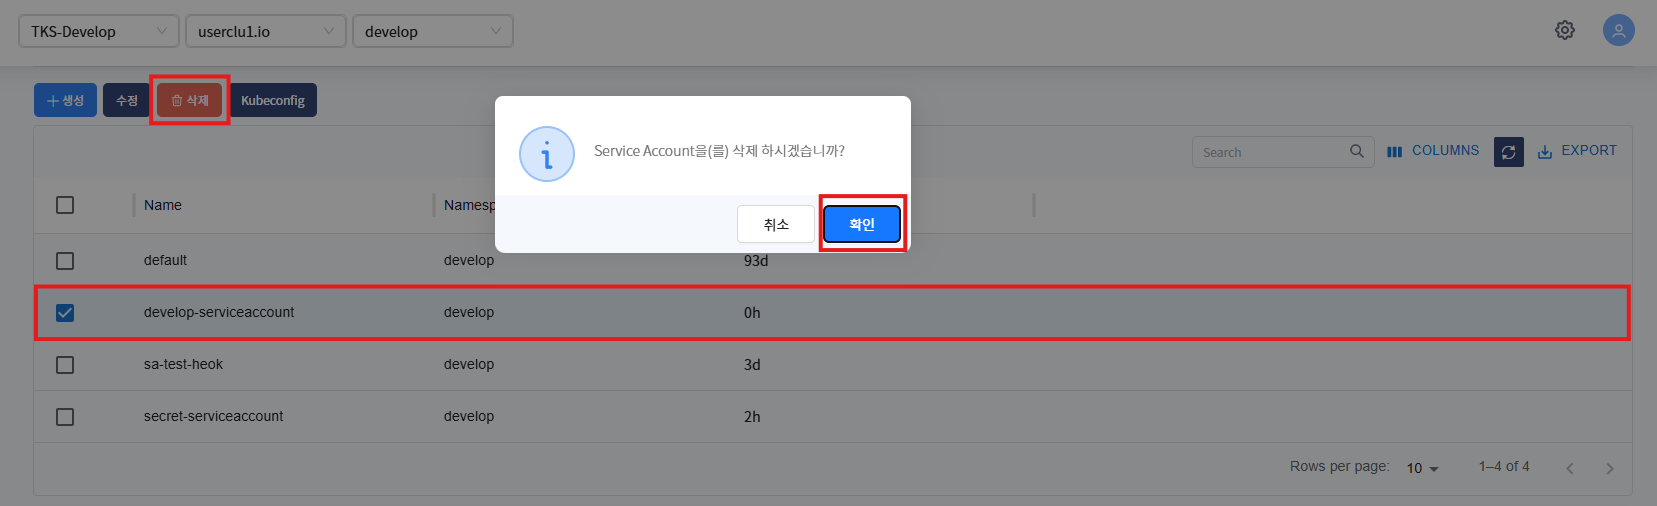 TKS-Develop userclu1.io develop
생성 수정 삭제 Kubeconfig
Service Account을(를) 삭제 하시겠습니까?
취소 확인
Search COLUMNS EXPORT
Name Namesp
default develop 93d
develop-serviceaccount develop 0h
sa-test-heok develop 3d
secret-serviceaccount develop 2h
Rows per page: 10 1–4 of 4